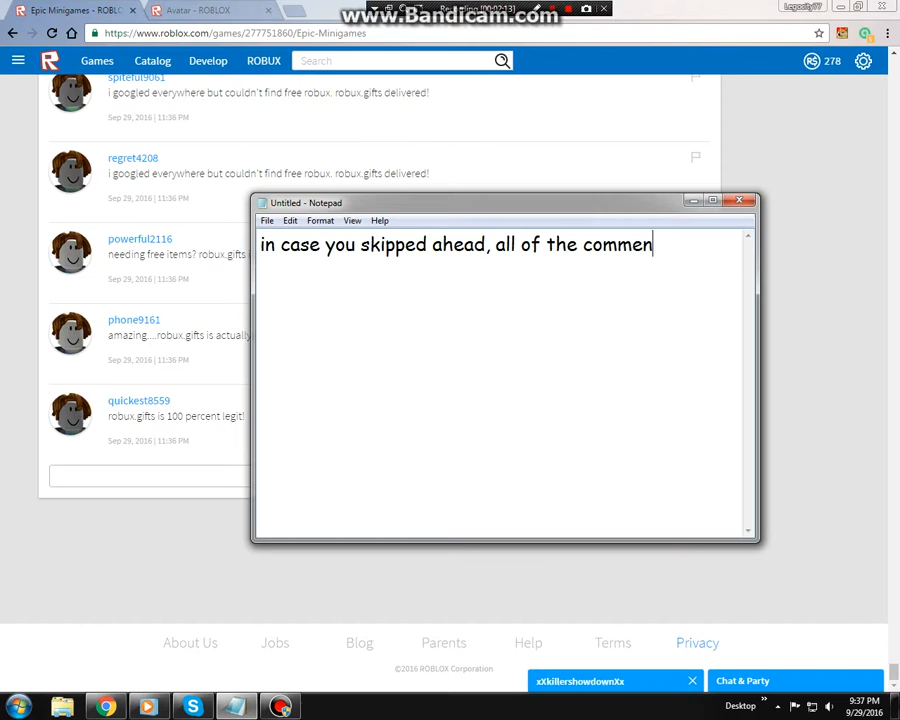 Epic Minigames - ROBLO
Avatar - ROBLOX
Recording [00:02:13]
www.Bandicam.com
Legocity77
https://www.roblox.com/games/277751860/Epic-Minigames
Games
Catalog
Develop
ROBUX
Search
R$ 278
spiteful9061
i googled everywhere but couldn't find free robux. robux.gifts delivered!
Sep 29, 2016 | 11:36 PM
regret4208
i googled everywhere but couldn't find free robux. robux.gifts delivered!
Sep 29, 2016 | 11:36 PM
powerful2116
needing free items? robux.gifts
Sep 29, 2016 | 11:36 PM
phone9161
amazing....robux.gifts is actually
Sep 29, 2016 | 11:36 PM
quickest8559
robux.gifts is 100 percent legit!
Sep 29, 2016 | 11:36 PM
Untitled - Notepad
File Edit Format View Help
in case you skipped ahead, all of the commen
About Us
Jobs
Blog
Parents
Help
Terms
Privacy
©2016 ROBLOX Corporation
xXkillershowdownXx
Chat & Party
Desktop
9:37 PM
9/29/2016